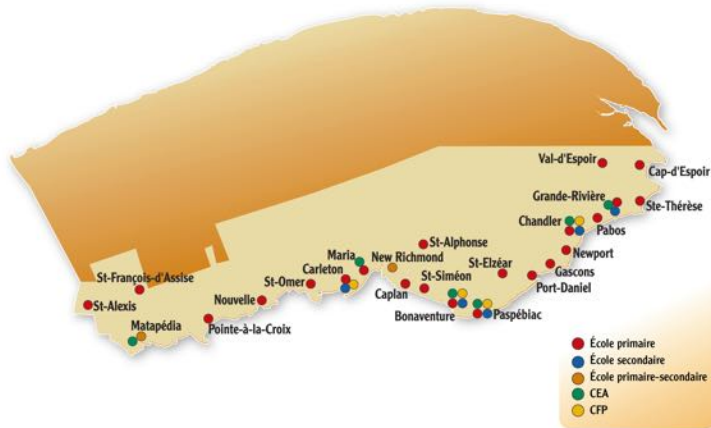 Val-d'Espoir
Cap-d'Espoir
Grande-Rivière
Ste-Thérèse
Chandler
Pabos
St-Alphonse
Newport
Maria
New Richmond
St-Elzéar
Gascons
St-François-d'Assise
Carleton
St-Omer
St-Siméon
Port-Daniel
Caplan
St-Alexis
Nouvelle
Matapédia
Pointe-à-la-Croix
Bonaventure
Paspébiac
École primaire
École secondaire
École primaire-secondaire
CEA
CFP